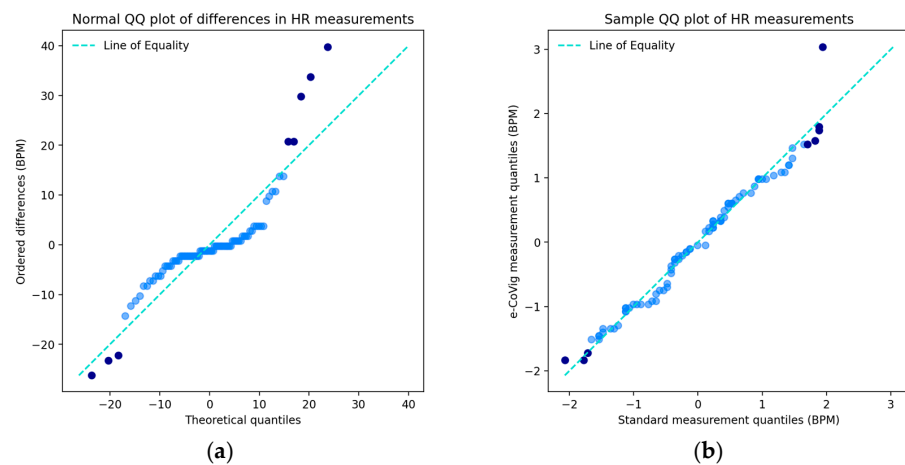 Normal QQ plot of differences in HR measurements
Line of Equality
40
30
20
10
0
−10
−20
Ordered differences (BPM)
−20 −10 0 10 20 30 40
Theoretical quantiles
(a)
Sample QQ plot of HR measurements
Line of Equality
3
2
1
0
−1
−2
e-CoVig measurement quantiles (BPM)
−2 −1 0 1 2 3
Standard measurement quantiles (BPM)
(b)